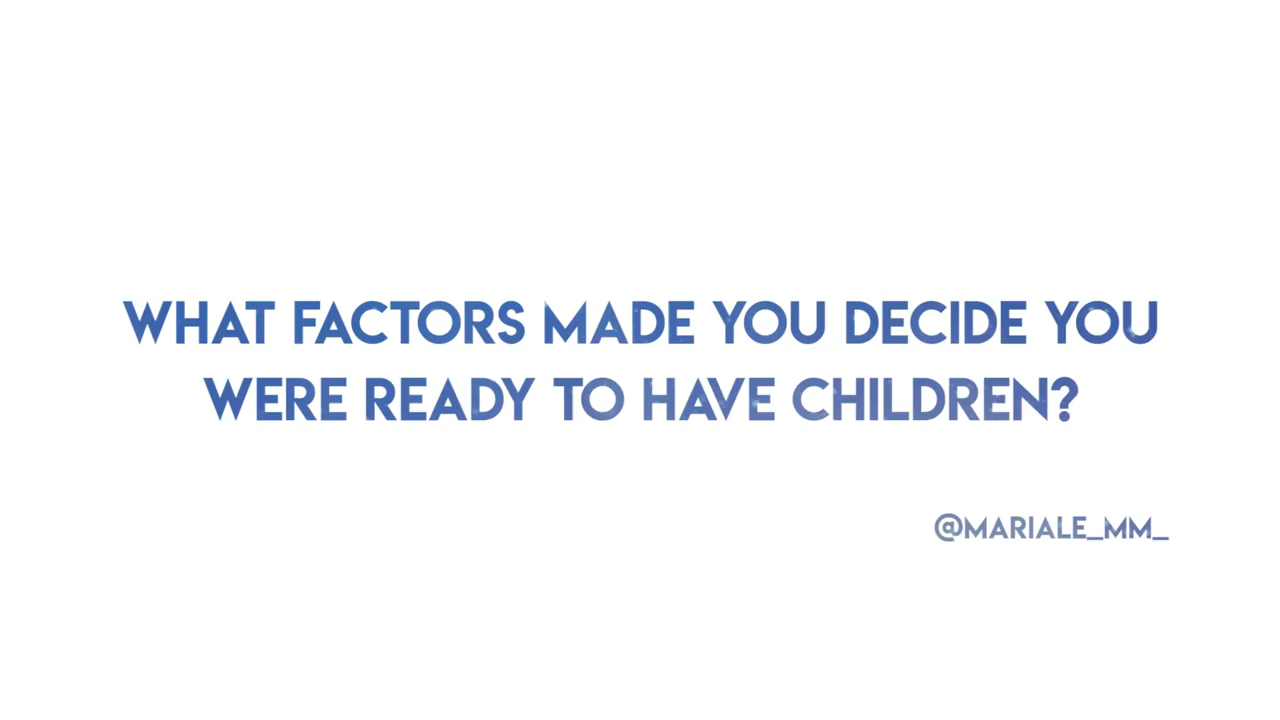 WHAT FACTORS MADE YOU DECIDE YOU
WERE READY TO HAVE CHILDREN?
@MARIALE_MM_